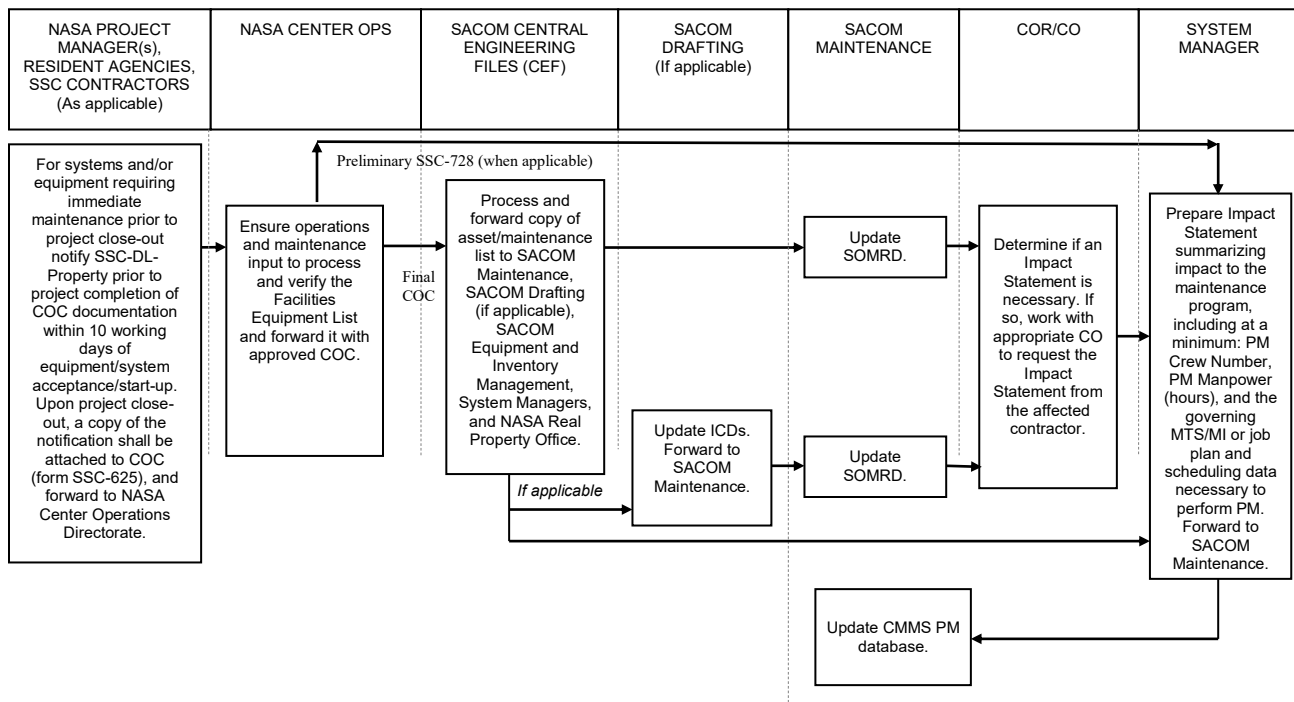 NASA PROJECT
MANAGER(s),
RESIDENT AGENCIES,
SSC CONTRACTORS
(As applicable)
NASA CENTER OPS
SACOM CENTRAL
ENGINEERING
FILES (CEF)
SACOM
DRAFTING
(If applicable)
SACOM
MAINTENANCE
COR/CO
SYSTEM
MANAGER
Preliminary SSC-728 (when applicable)
For systems and/or
equipment requiring
immediate
maintenance prior to
project close-out
notify SSC-DL-
Property prior to
project completion of
COC documentation
within 10 working
days of
equipment/system
acceptance/start-up.
Upon project close-
out, a copy of the
notification shall be
attached to COC
(form SSC-625), and
forward to NASA
Center Operations
Directorate.
Ensure operations
and maintenance
input to process
and verify the
Facilities
Equipment List
and forward it with
approved COC.
Final
COC
Process and
forward copy of
asset/maintenance
list to SACOM
Maintenance,
SACOM Drafting
(if applicable),
SACOM
Equipment and
Inventory
Management,
System Managers,
and NASA Real
Property Office.
If applicable
Update ICDs.
Forward to
SACOM
Maintenance.
Update
SOMRD.
Update
SOMRD.
Determine if an
Impact
Statement is
necessary. If
so, work with
appropriate CO
to request the
Impact
Statement from
the affected
contractor.
Prepare Impact
Statement
summarizing
impact to the
maintenance
program,
including at a
minimum: PM
Crew Number,
PM Manpower
(hours), and the
governing
MTS/MI or job
plan and
scheduling data
necessary to
perform PM.
Forward to
SACOM
Maintenance.
Update CMMS PM
database.